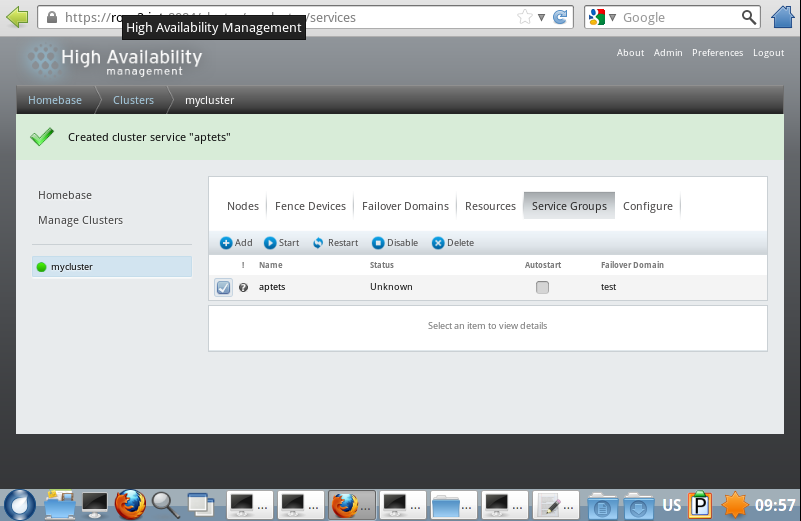 https://
/services
Google
High Availability Management
High Availability
management
About Admin Preferences Logout
Homebase Clusters mycluster
Created cluster service "aptets"
Homebase
Manage Clusters
mycluster
Nodes Fence Devices Failover Domains Resources Service Groups Configure
Add Start Restart Disable Delete
! Name Status Autostart Failover Domain
? aptets Unknown test
Select an item to view details
... ... ... ... ... ... ... US P 09:57